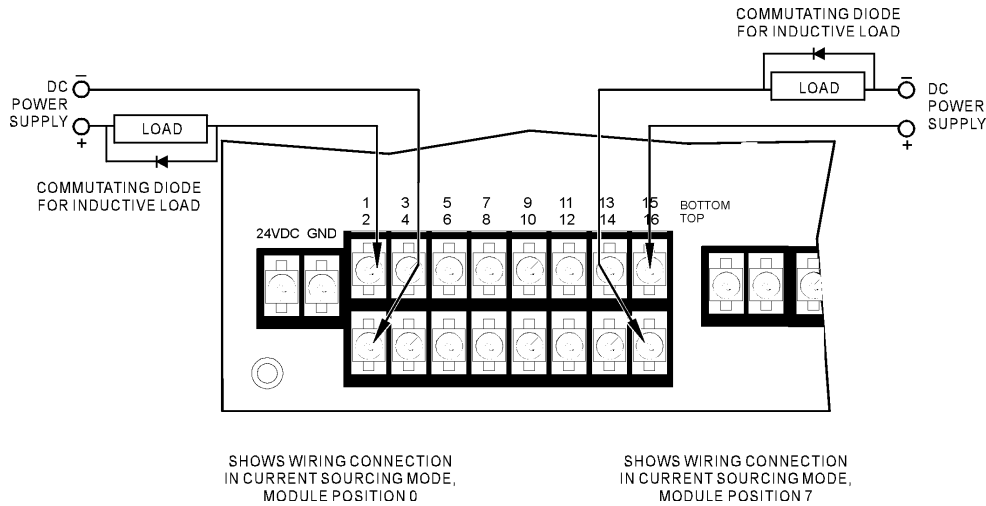 COMMUTATING DIODE
FOR INDUCTIVE LOAD
DC
POWER
SUPPLY
−
+
LOAD
COMMUTATING DIODE
FOR INDUCTIVE LOAD
LOAD
−
+
DC
POWER
SUPPLY
1 3 5 7 9 11 13 15 BOTTOM
2 4 6 8 10 12 14 16 TOP
24VDC GND
SHOWS WIRING CONNECTION
IN CURRENT SOURCING MODE,
MODULE POSITION 0
SHOWS WIRING CONNECTION
IN CURRENT SOURCING MODE,
MODULE POSITION 7